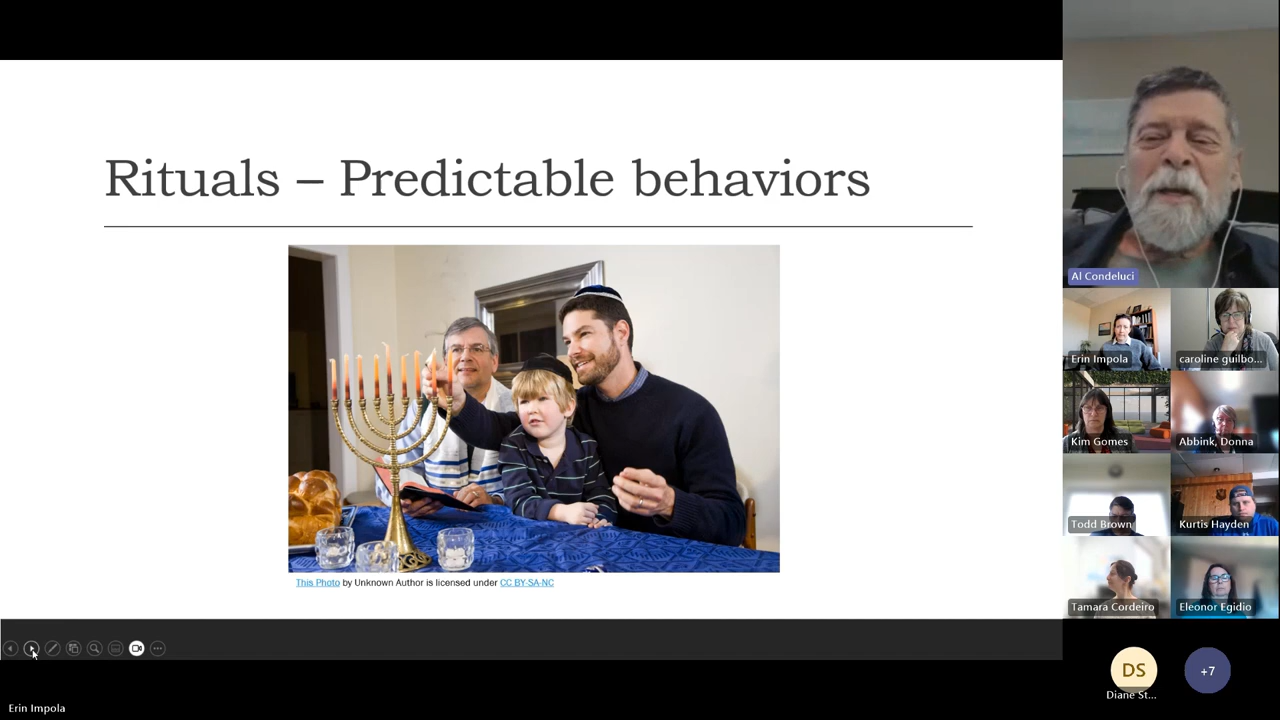 Rituals – Predictable behaviors
This Photo by Unknown Author is licensed under CC BY-SA-NC
Al Condeluci
Erin Impola
caroline guilbo...
Kim Gomes
Abbink, Donna
Todd Brown
Kurtis Hayden
Tamara Cordeiro
Eleonor Egidio
DS
+7
Diane St...
Erin Impola